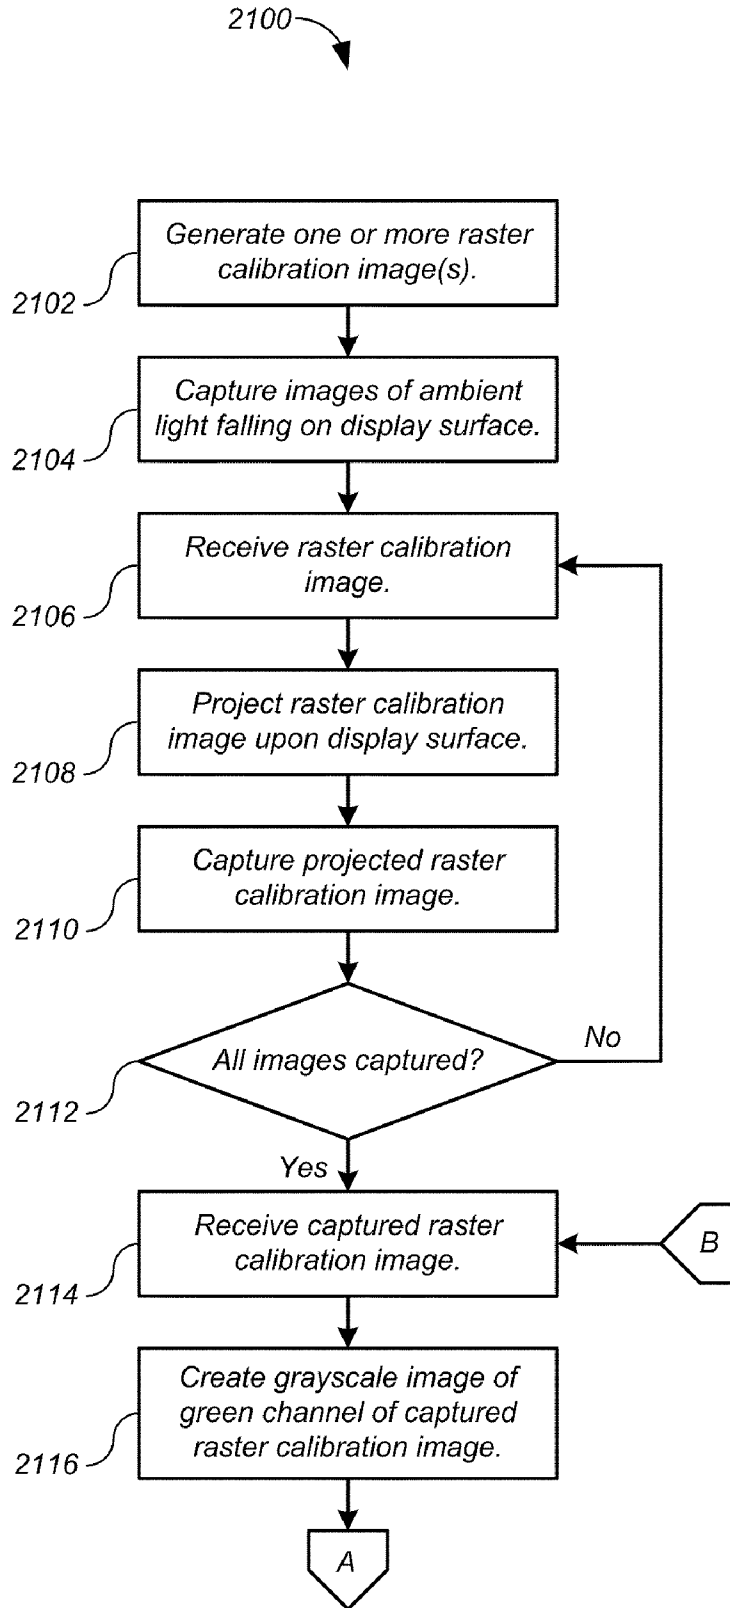 2100
Generate one or more raster
calibration image(s).
2102
Capture images of ambient
light falling on display surface.
2104
Receive raster calibration
image.
2106
Project raster calibration
image upon display surface.
2108
Capture projected raster
calibration image.
2110
All images captured?
No
2112
Yes
Receive captured raster
calibration image.
B
2114
Create grayscale image of
green channel of captured
raster calibration image.
2116
A